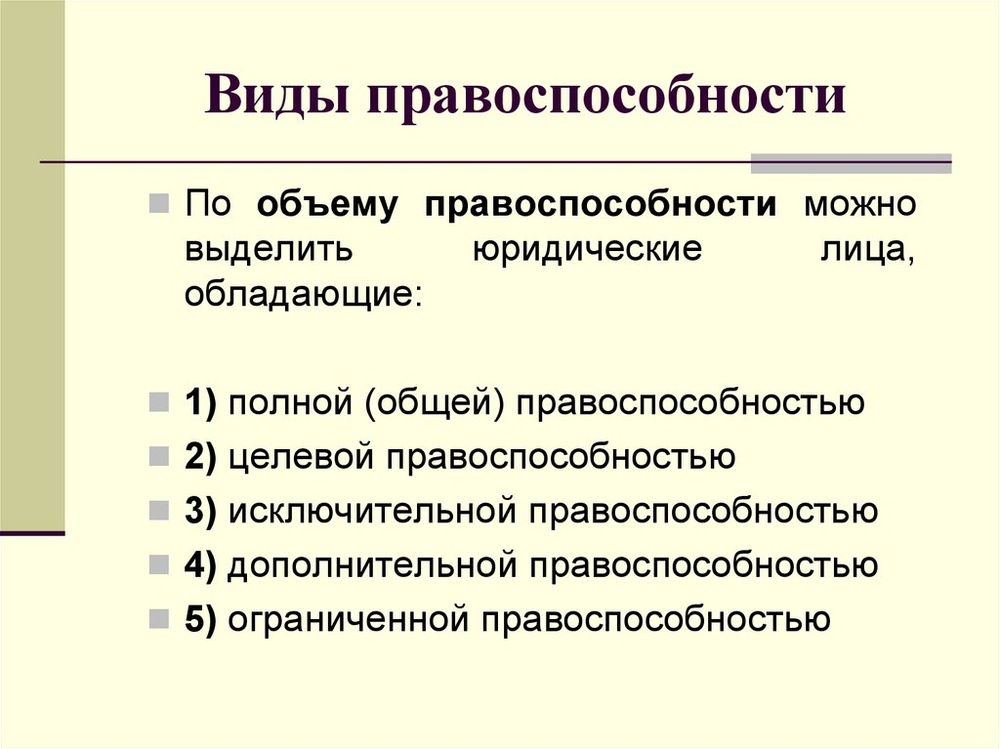 Виды правоспособности
По объему правоспособности можно
выделить юридические лица,
обладающие:
1) полной (общей) правоспособностью
2) целевой правоспособностью
3) исключительной правоспособностью
4) дополнительной правоспособностью
5) ограниченной правоспособностью